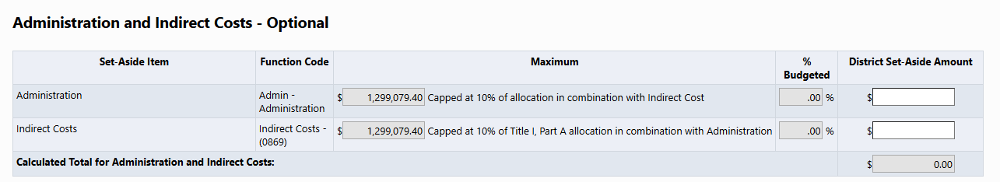 Administration and Indirect Costs - Optional
Set-Aside Item Function Code Maximum % Budgeted District Set-Aside Amount
Administration Admin - Administration $ 1,299,079.40 Capped at 10% of allocation in combination with Indirect Cost .00 % $
Indirect Costs Indirect Costs - (0869) $ 1,299,079.40 Capped at 10% of Title I, Part A allocation in combination with Administration .00 % $
Calculated Total for Administration and Indirect Costs: $ 0.00